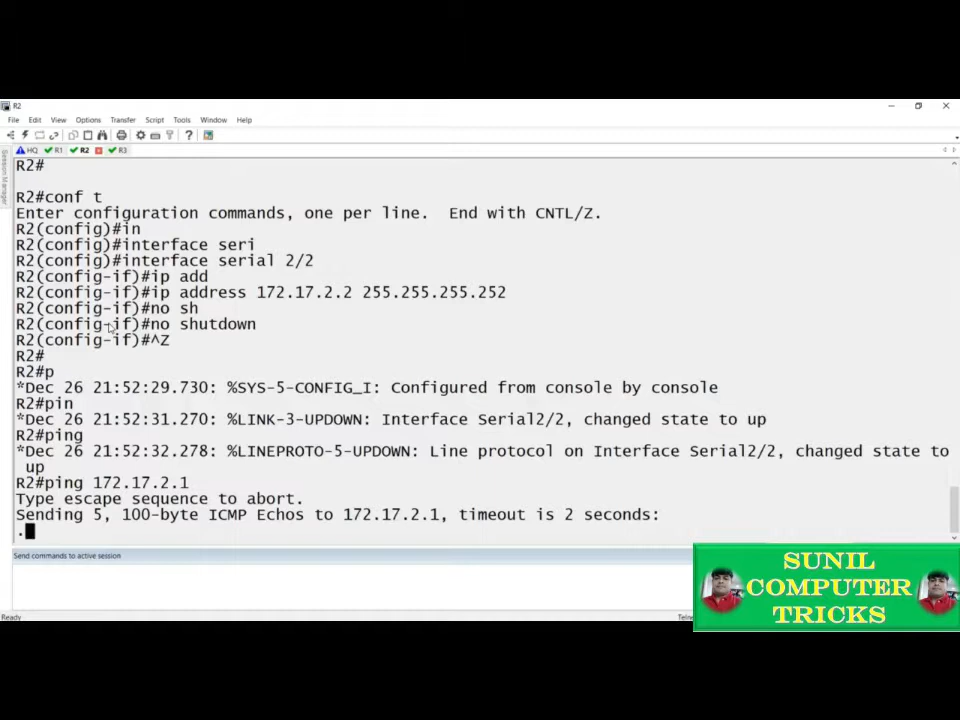 R2
File Edit View Options Transfer Script Tools Window Help
HQ R1 R2 R3
Session Manager
R2#
R2#conf t
Enter configuration commands, one per line.  End with CNTL/Z.
R2(config)#in
R2(config)#interface seri
R2(config)#interface serial 2/2
R2(config-if)#ip add
R2(config-if)#ip address 172.17.2.2 255.255.255.252
R2(config-if)#no sh
R2(config-if)#no shutdown
R2(config-if)#^Z
R2#
R2#p
*Dec 26 21:52:29.730: %SYS-5-CONFIG_I: Configured from console by console
R2#pin
*Dec 26 21:52:31.270: %LINK-3-UPDOWN: Interface Serial2/2, changed state to up
R2#ping
*Dec 26 21:52:32.278: %LINEPROTO-5-UPDOWN: Line protocol on Interface Serial2/2, changed state to
up
R2#ping 172.17.2.1
Type escape sequence to abort.
Sending 5, 100-byte ICMP Echos to 172.17.2.1, timeout is 2 seconds:
.
Send commands to active session
SUNIL
COMPUTER
TRICKS
Ready